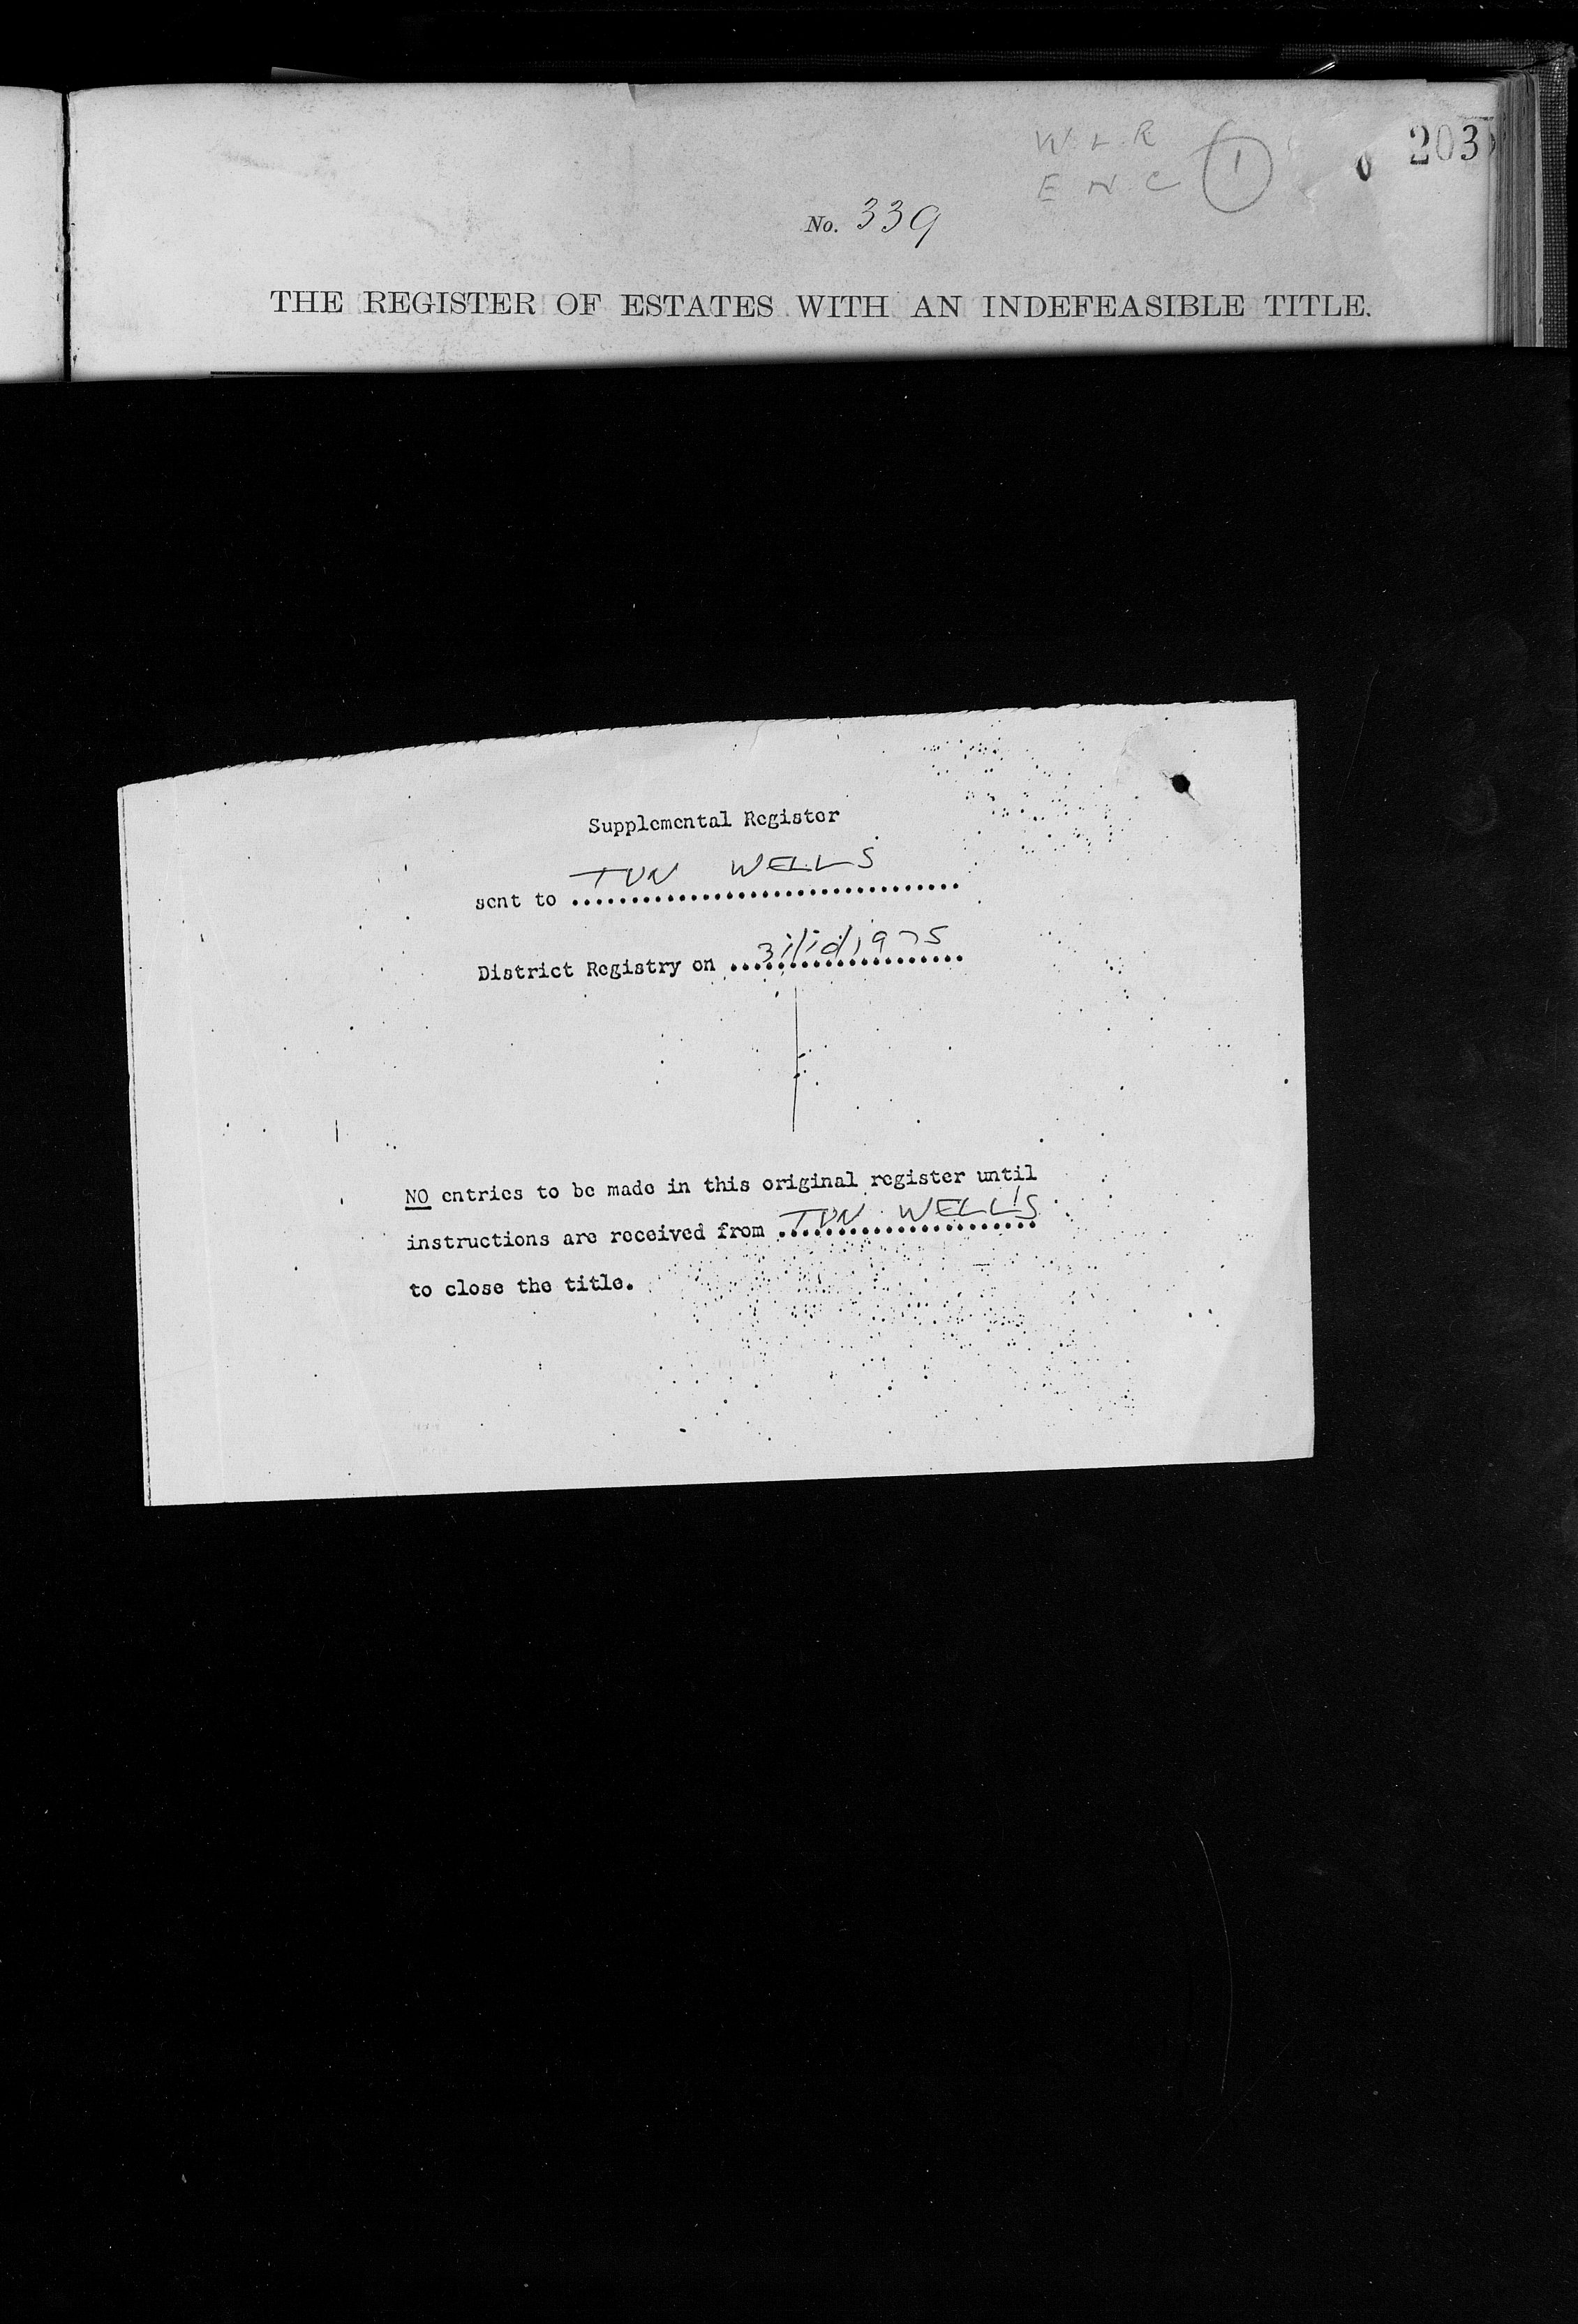 203
W L R
E N C 1
No. 339
THE REGISTER OF ESTATES WITH AN INDEFEASIBLE TITLE.
Supplemental Register
sent to TUN WELLS
District Registry on 31/10/1975
NO entries to be made in this original register until
instructions are received from TUN WELLS
to close the title.